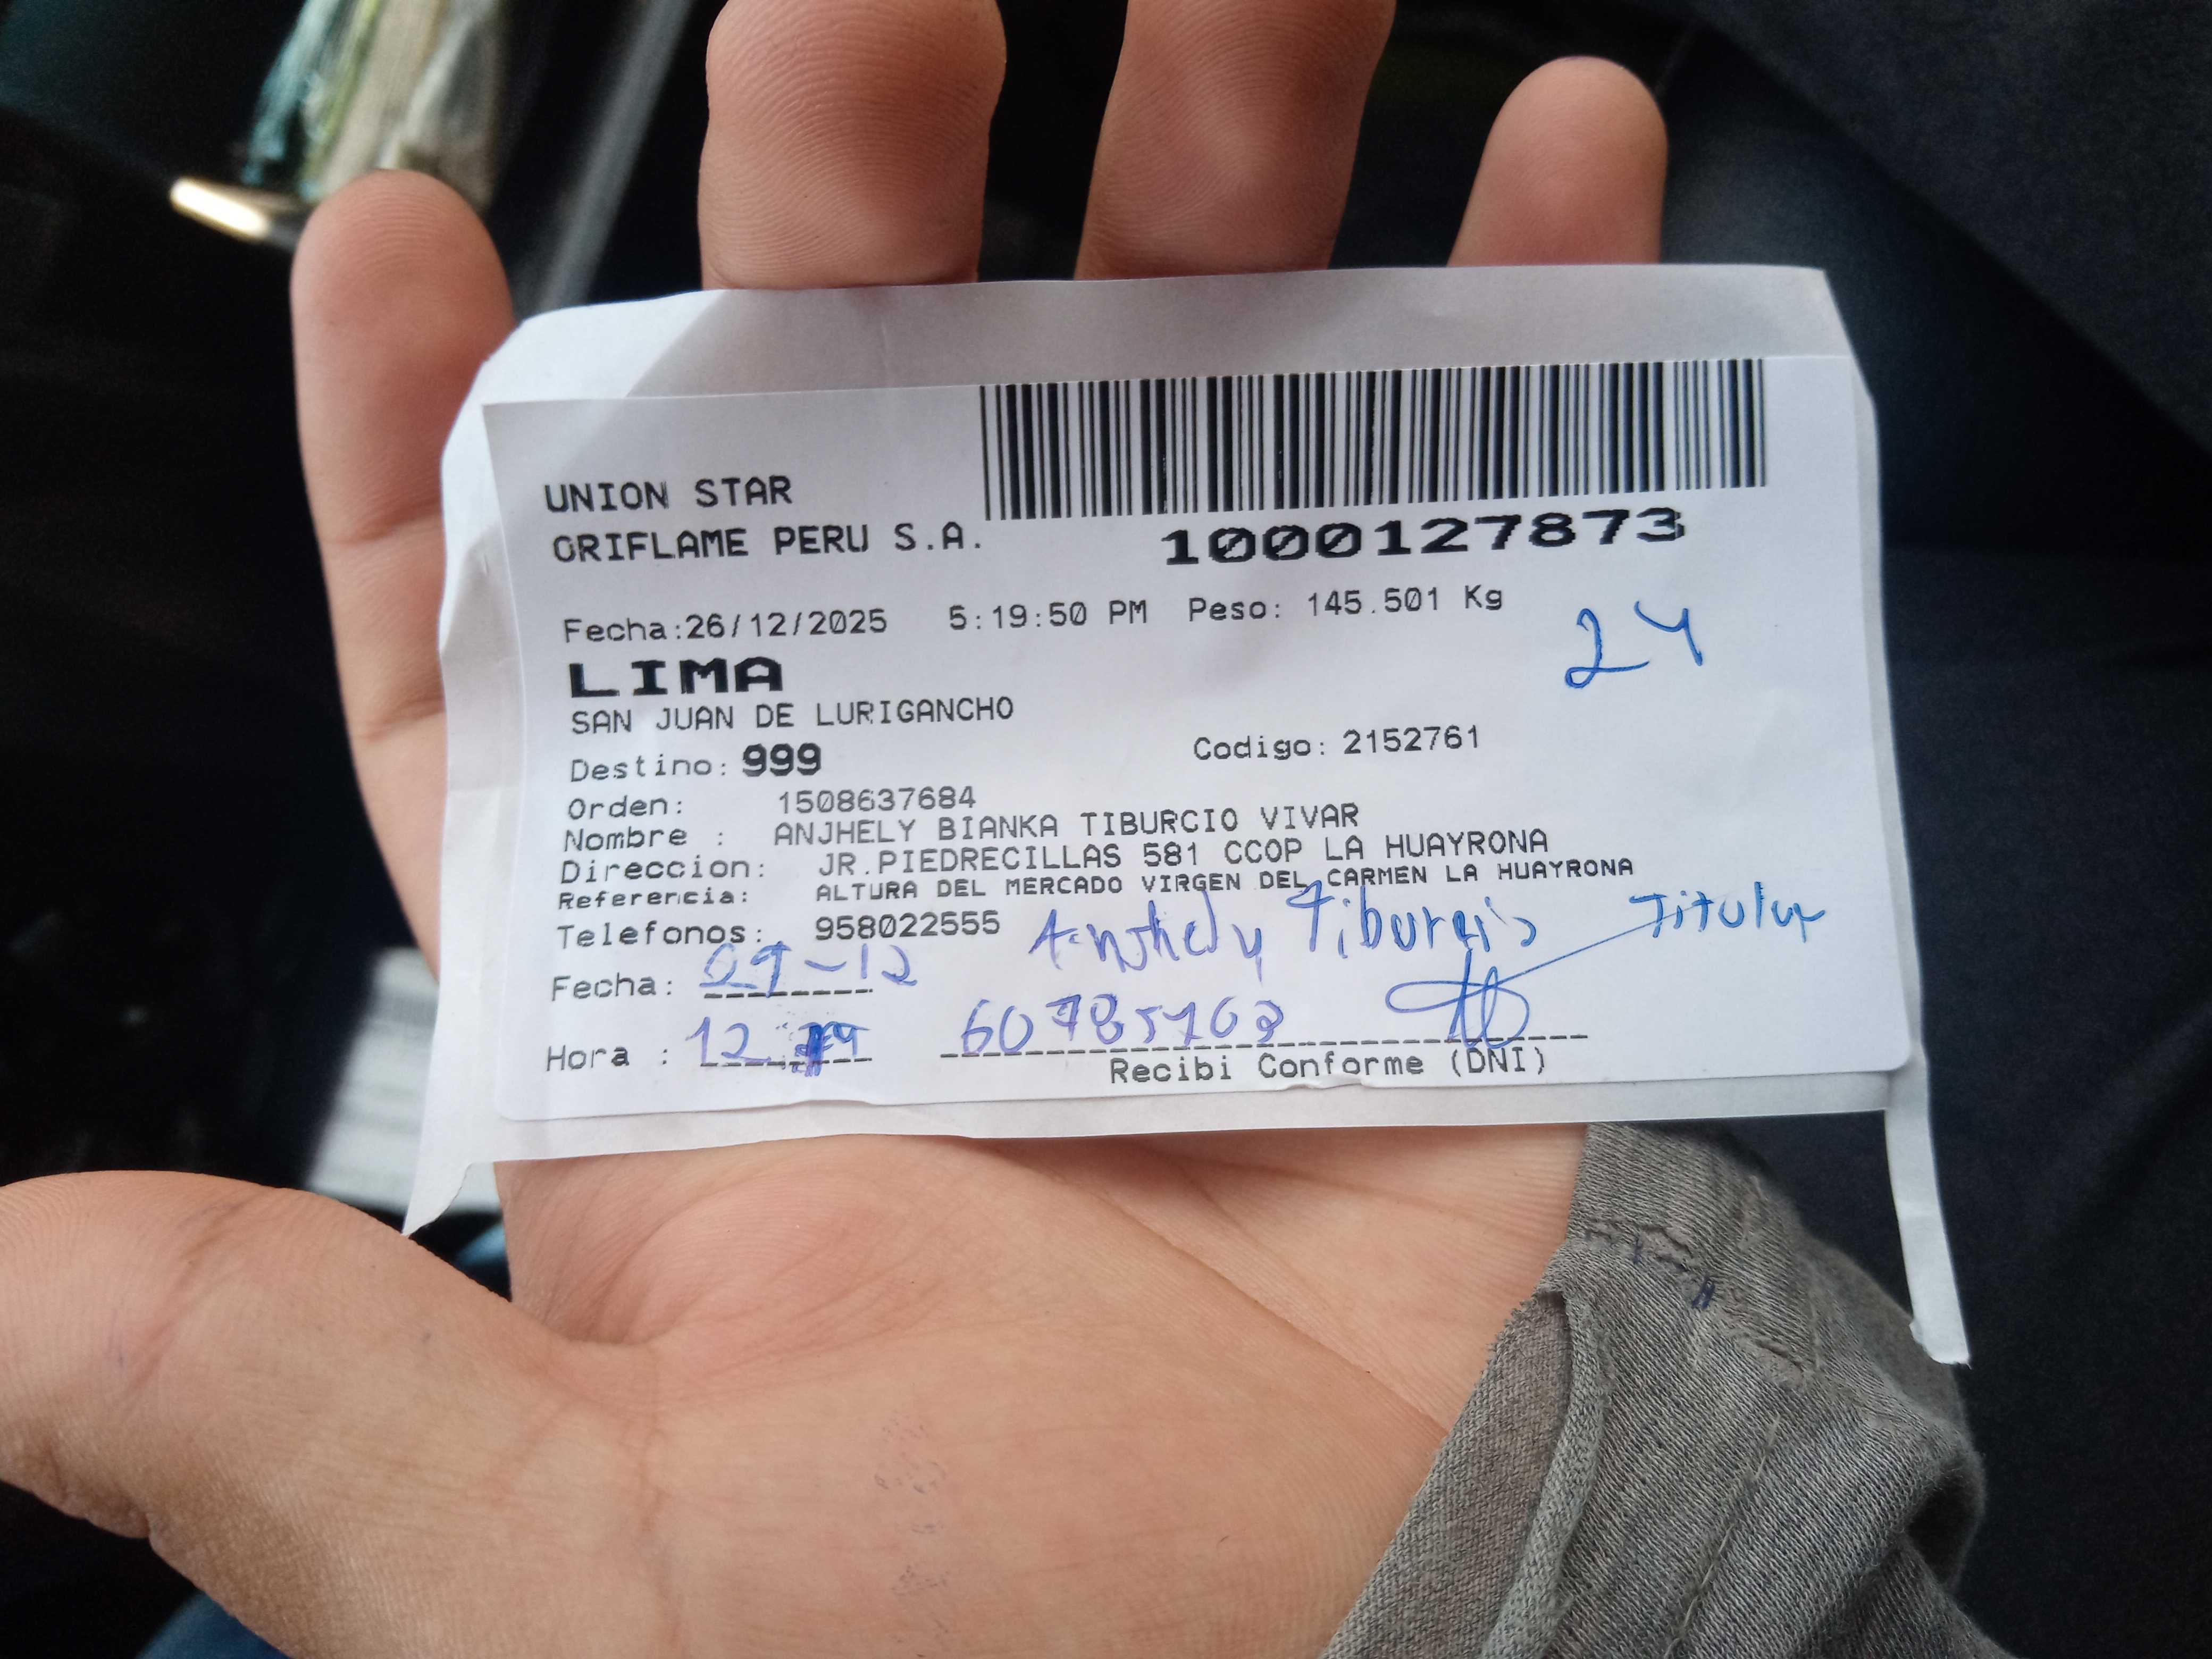 UNION STAR
ORIFLAME PERU S.A.
1000127873
Fecha:26/12/2025 5:19:50 PM Peso: 145.501 Kg
24
LIMA
SAN JUAN DE LURIGANCHO
Destino: 999 Codigo: 2152761
Orden: 1508637684
Nombre : ANJHELY BIANKA TIBURCIO VIVAR
Direccion: JR.PIEDRECILLAS 581 CCOP LA HUAYRONA
Referencia: ALTURA DEL MERCADO VIRGEN DEL CARMEN LA HUAYRONA
Telefonos: 958022555 Anjhely Tiburcio Titular
Fecha: -12
Hora : 12
Recibi Conforme (DNI)